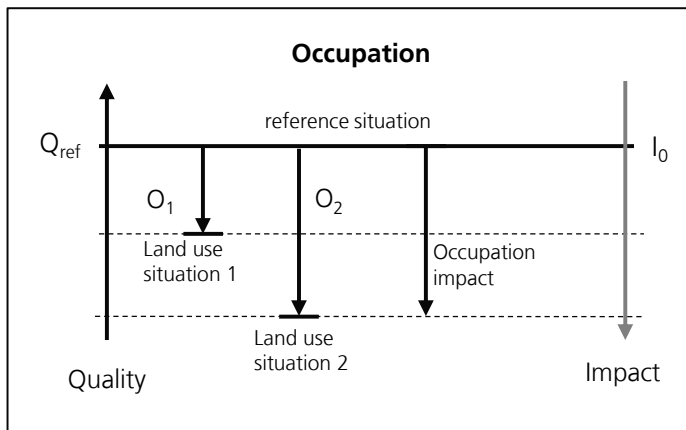 Occupation
reference situation
Q_ref
I_0
O_1
O_2
Land use
situation 1
Occupation
impact
Land use
situation 2
Quality
Impact